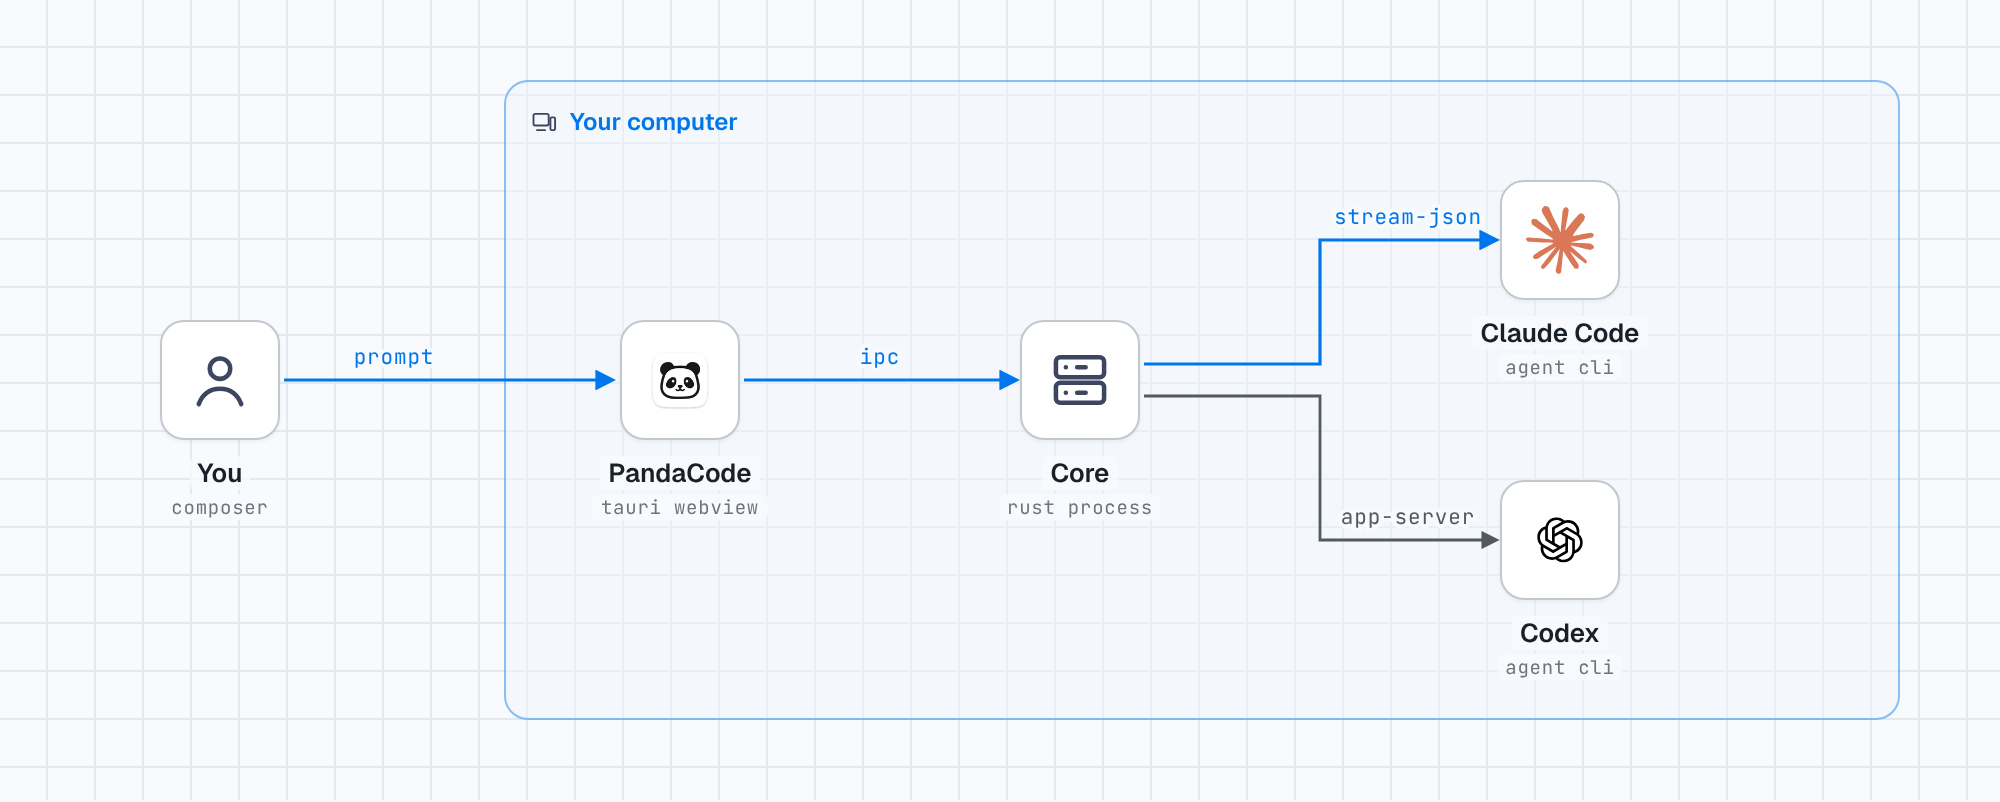 Your computer
stream-json
Claude Code
agent cli
prompt
ipc
You
composer
PandaCode
tauri webview
Core
rust process
app-server
Codex
agent cli